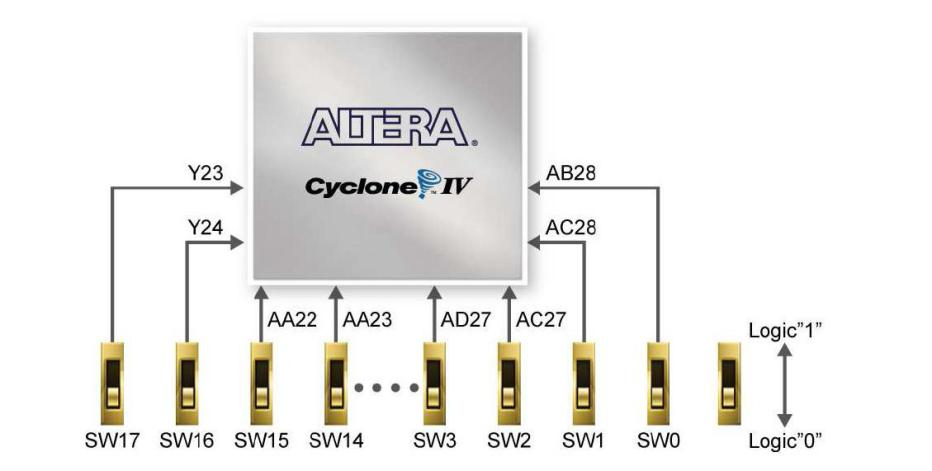 ALTERA®
Cyclone™ IV
Y23
AB28
Y24
AC28
AA22 AA23 AD27 AC27
Logic"1"
SW17 SW16 SW15 SW14 SW3 SW2 SW1 SW0
Logic"0"